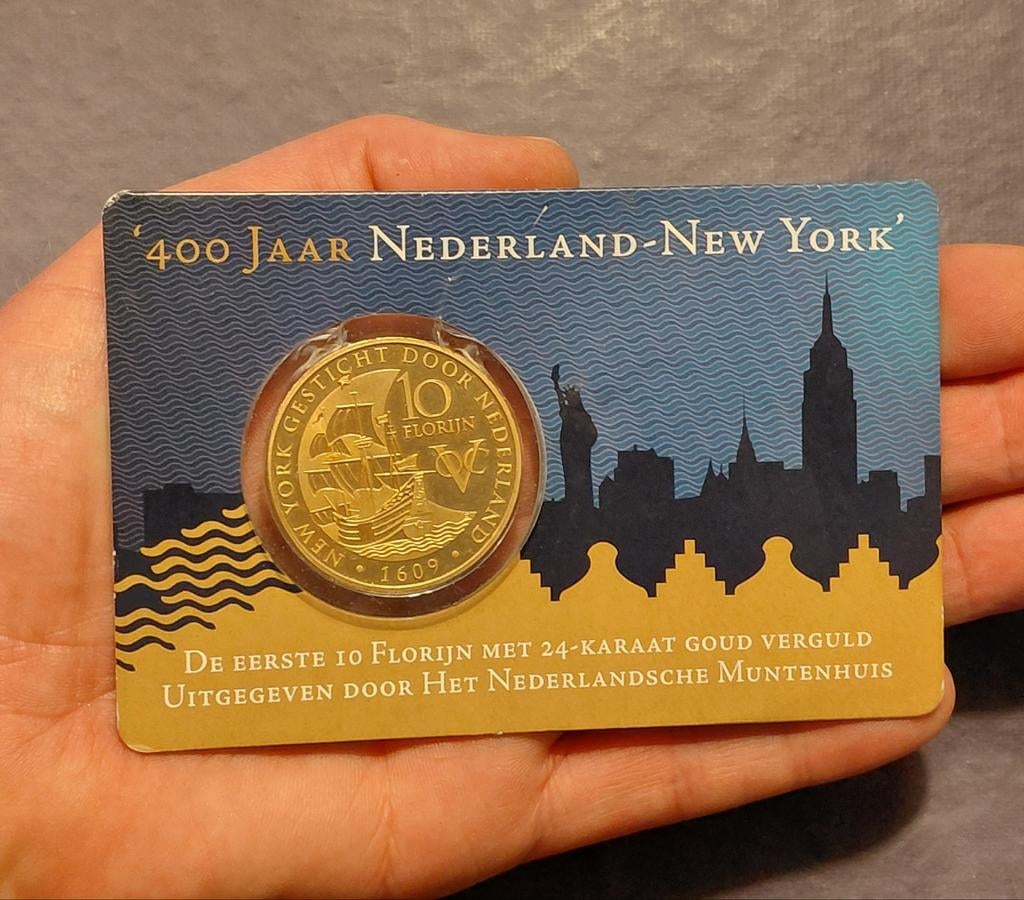 '400 Jaar Nederland-New York'
NEW YORK GESTICHT DOOR NEDERLAND
10
FLORIJN
VOC
• 1609 •
De eerste 10 Florijn met 24-karaat goud verguld
Uitgegeven door Het Nederlandsche Muntenhuis